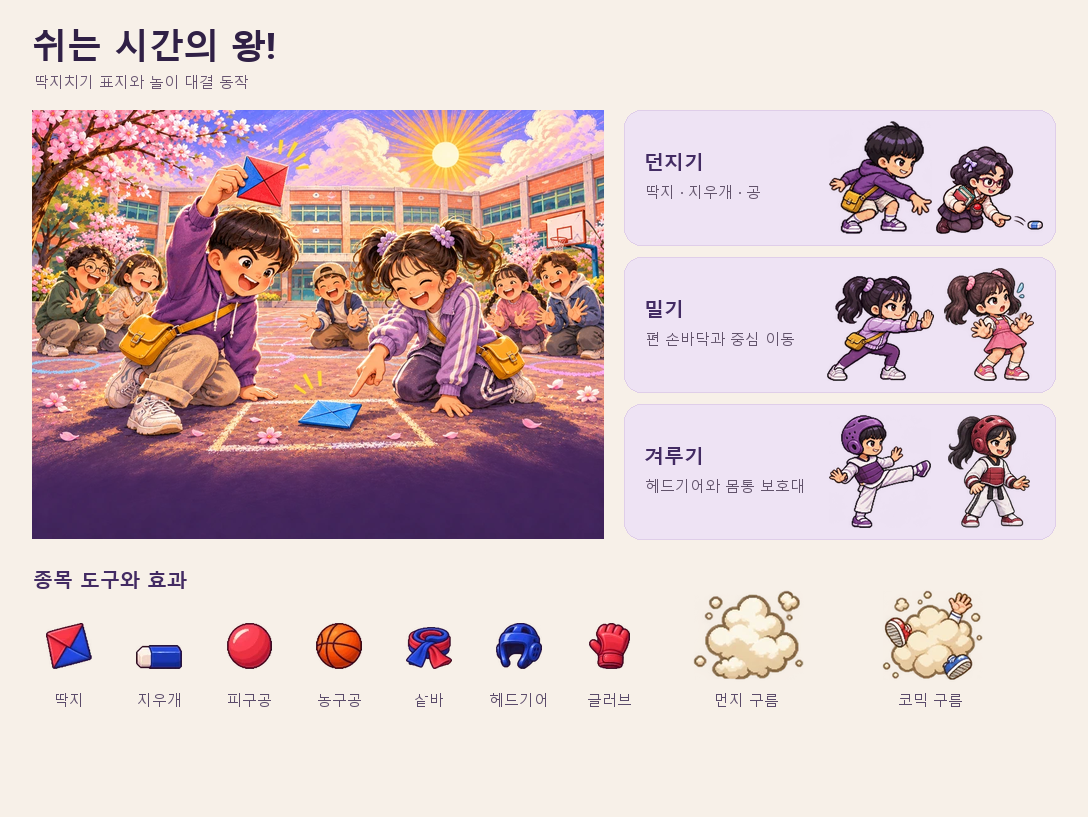 쉬는 시간의 왕!
딱지치기 표지와 놀이 대결 동작
던지기
딱지 · 지우개 · 공
밀기
편 손바닥과 중심 이동
겨루기
헤드기어와 몸통 보호대
종목 도구와 효과
딱지
지우개
피구공
농구공
샅바
헤드기어
글러브
먼지 구름
코믹 구름